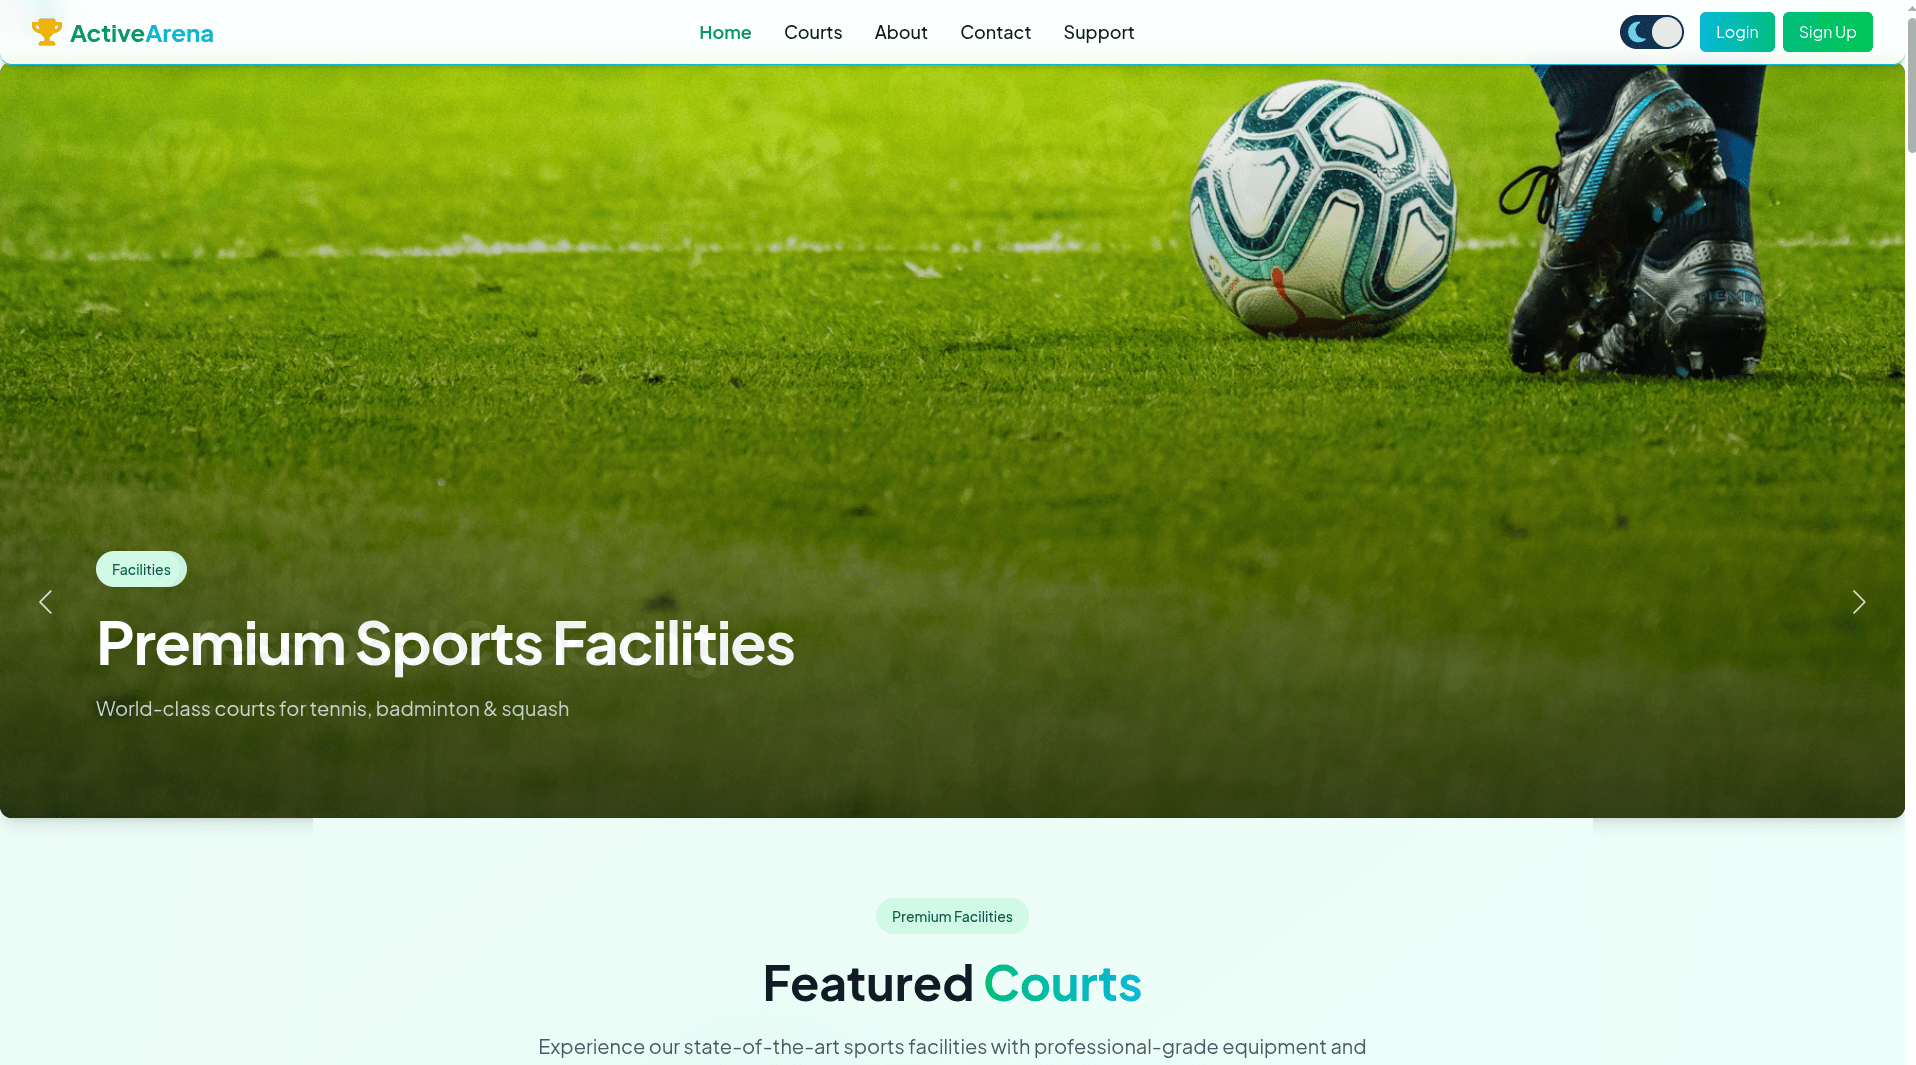 ActiveArena
Home Courts About Contact Support
Login
Sign Up
Facilities
Premium Sports Facilities
World-class courts for tennis, badminton & squash
Premium Facilities
Featured Courts
Experience our state-of-the-art sports facilities with professional-grade equipment and